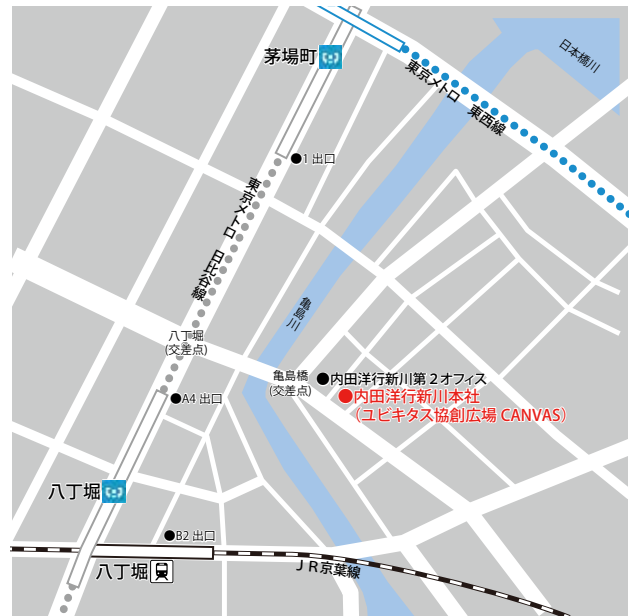 日本橋川
茅場町
東京メトロ 東西線
1 出口
東京メトロ 日比谷線
亀島川
八丁堀
(交差点)
亀島橋
(交差点)
内田洋行新川第２オフィス
内田洋行新川本社
（ユビキタス協創広場 CANVAS）
A4 出口
八丁堀
B2 出口
八丁堀
ＪＲ京葉線